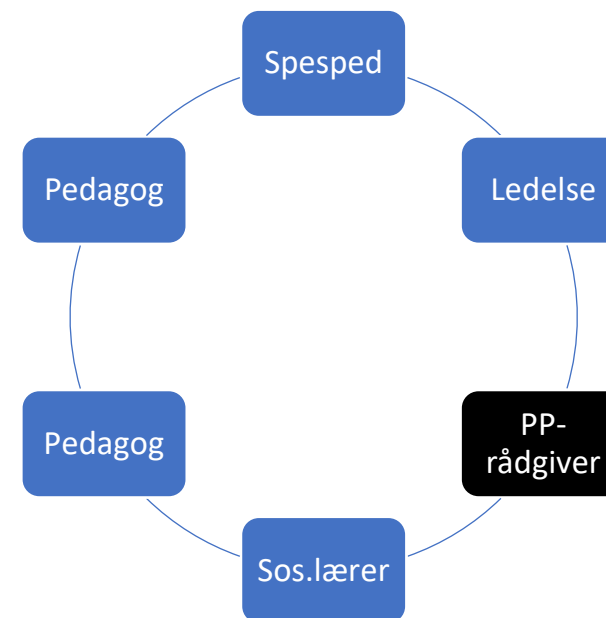 Spesped
Pedagog
Ledelse
Pedagog
PP-
rådgiver
Sos.lærer